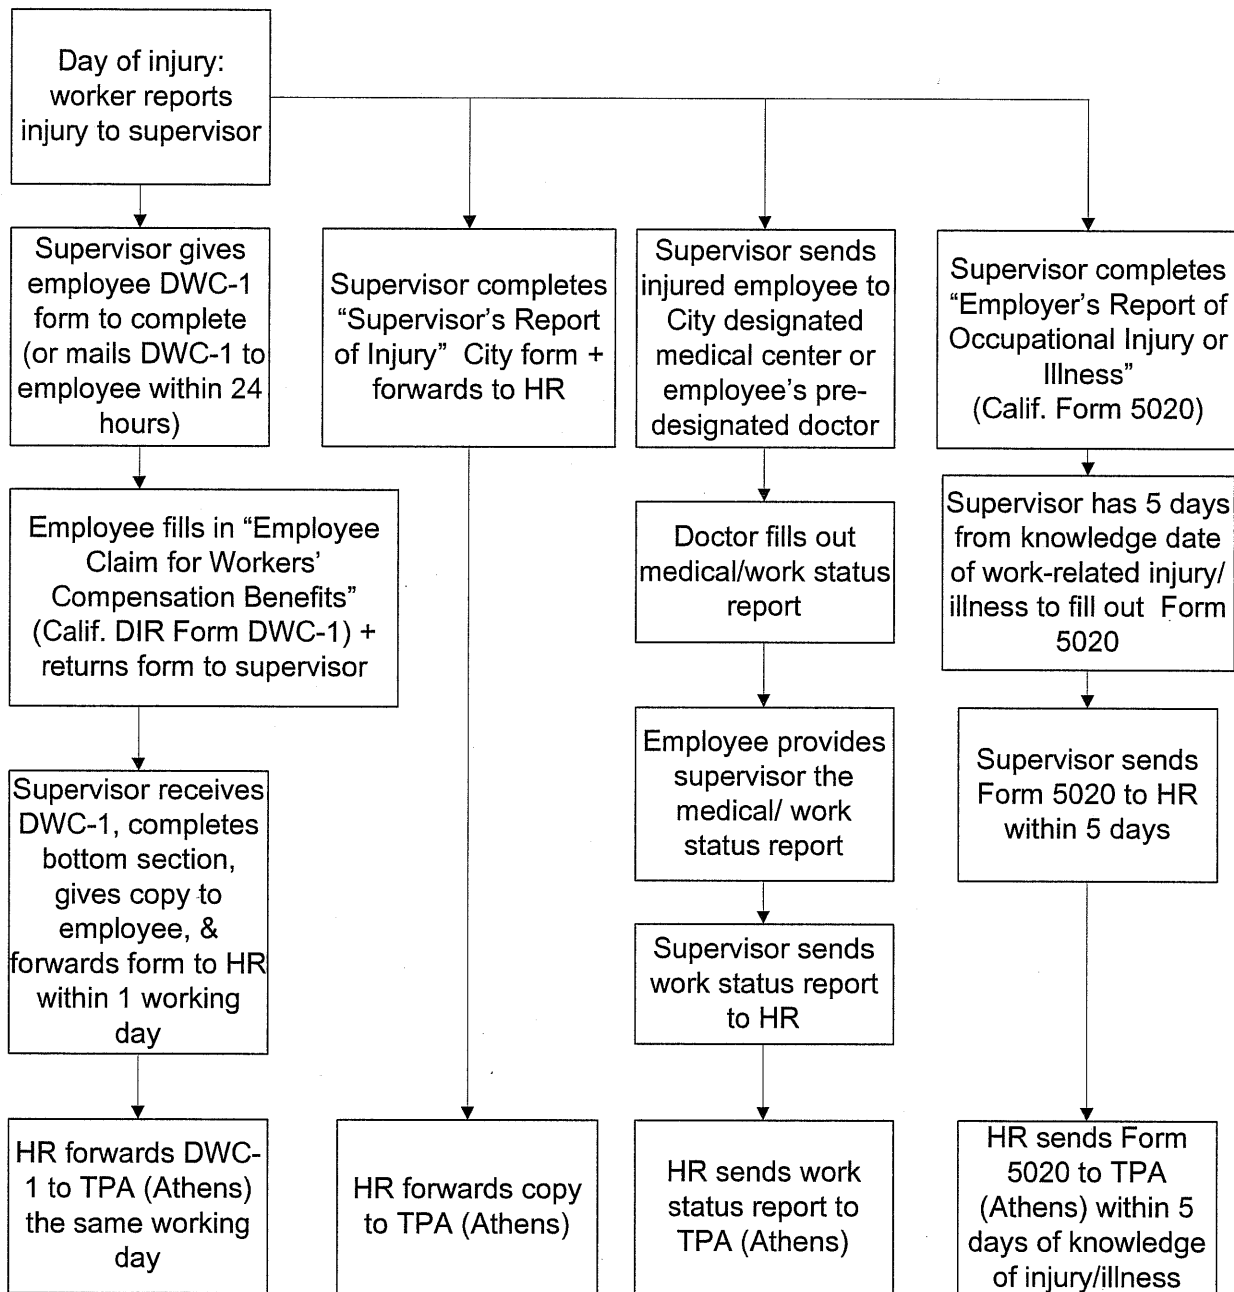 Day of injury:
worker reports
injury to supervisor
Supervisor gives
employee DWC-1
form to complete
(or mails DWC-1 to
employee within 24
hours)
Employee fills in “Employee
Claim for Workers’
Compensation Benefits”
(Calif. DIR Form DWC-1) +
returns form to supervisor
Supervisor receives
DWC-1, completes
bottom section,
gives copy to
employee, &
forwards form to HR
within 1 working
day
HR forwards DWC-
1 to TPA (Athens)
the same working
day
Supervisor completes
“Supervisor’s Report
of Injury” City form +
forwards to HR
HR forwards copy
to TPA (Athens)
Supervisor sends
injured employee to
City designated
medical center or
employee’s pre-
designated doctor
Doctor fills out
medical/work status
report
Employee provides
supervisor the
medical/ work
status report
Supervisor sends
work status report
to HR
HR sends work
status report to
TPA (Athens)
Supervisor completes
“Employer’s Report of
Occupational Injury or
Illness”
(Calif. Form 5020)
Supervisor has 5 days
from knowledge date
of work-related injury/
illness to fill out Form
5020
Supervisor sends
Form 5020 to HR
within 5 days
HR sends Form
5020 to TPA
(Athens) within 5
days of knowledge
of injury/illness